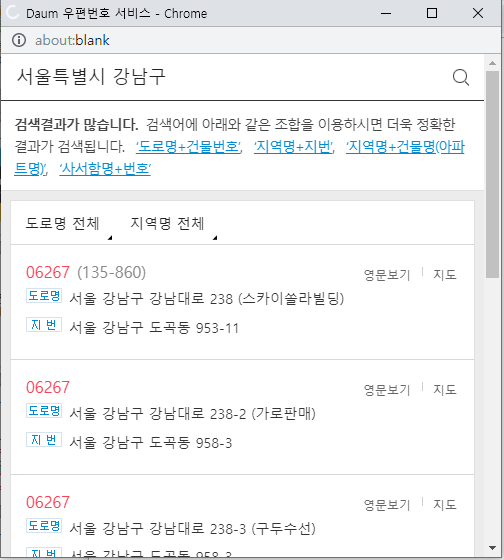 Daum 우편번호 서비스 - Chrome
about:blank
서울특별시 강남구
검색결과가 많습니다. 검색어에 아래와 같은 조합을 이용하시면 더욱 정확한
결과가 검색됩니다. '도로명+건물번호', '지역명+지번', '지역명+건물명(아파
트명)', '사서함명+번호'
도로명 전체 지역명 전체
06267 (135-860) 영문보기 지도
도로명 서울 강남구 강남대로 238 (스카이쏠라빌딩)
지 번 서울 강남구 도곡동 953-11
06267 영문보기 지도
도로명 서울 강남구 강남대로 238-2 (가로판매)
지 번 서울 강남구 도곡동 958-3
06267 영문보기 지도
도로명 서울 강남구 강남대로 238-3 (구두수선)
지 번 서울 강남구 도곡동 958-3